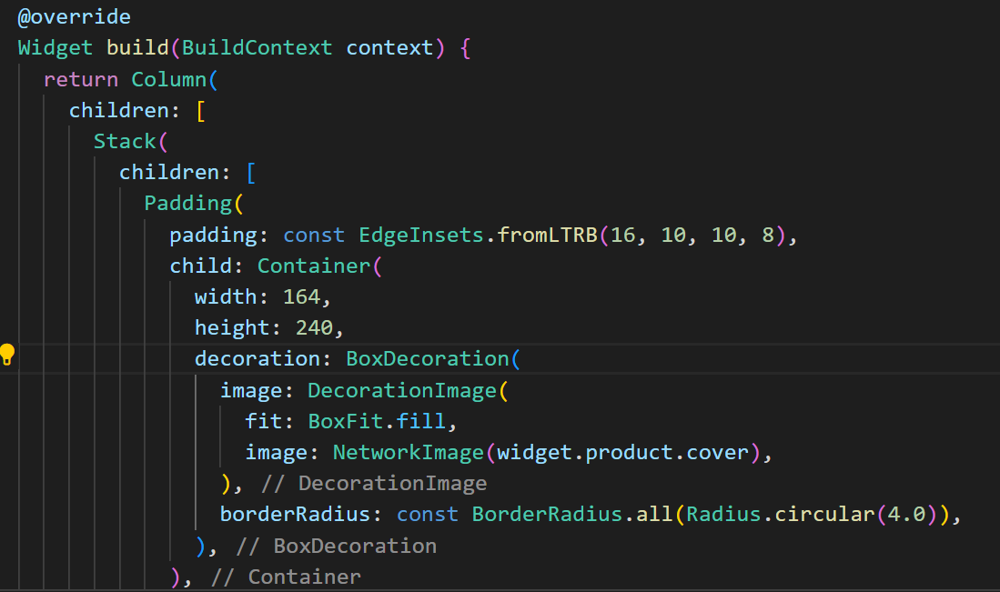 @override
Widget build(BuildContext context) {
  return Column(
    children: [
      Stack(
        children: [
          Padding(
            padding: const EdgeInsets.fromLTRB(16, 10, 10, 8),
            child: Container(
              width: 164,
              height: 240,
              decoration: BoxDecoration(
                image: DecorationImage(
                  fit: BoxFit.fill,
                  image: NetworkImage(widget.product.cover),
                ), // DecorationImage
                borderRadius: const BorderRadius.all(Radius.circular(4.0)),
              ), // BoxDecoration
            ), // Container